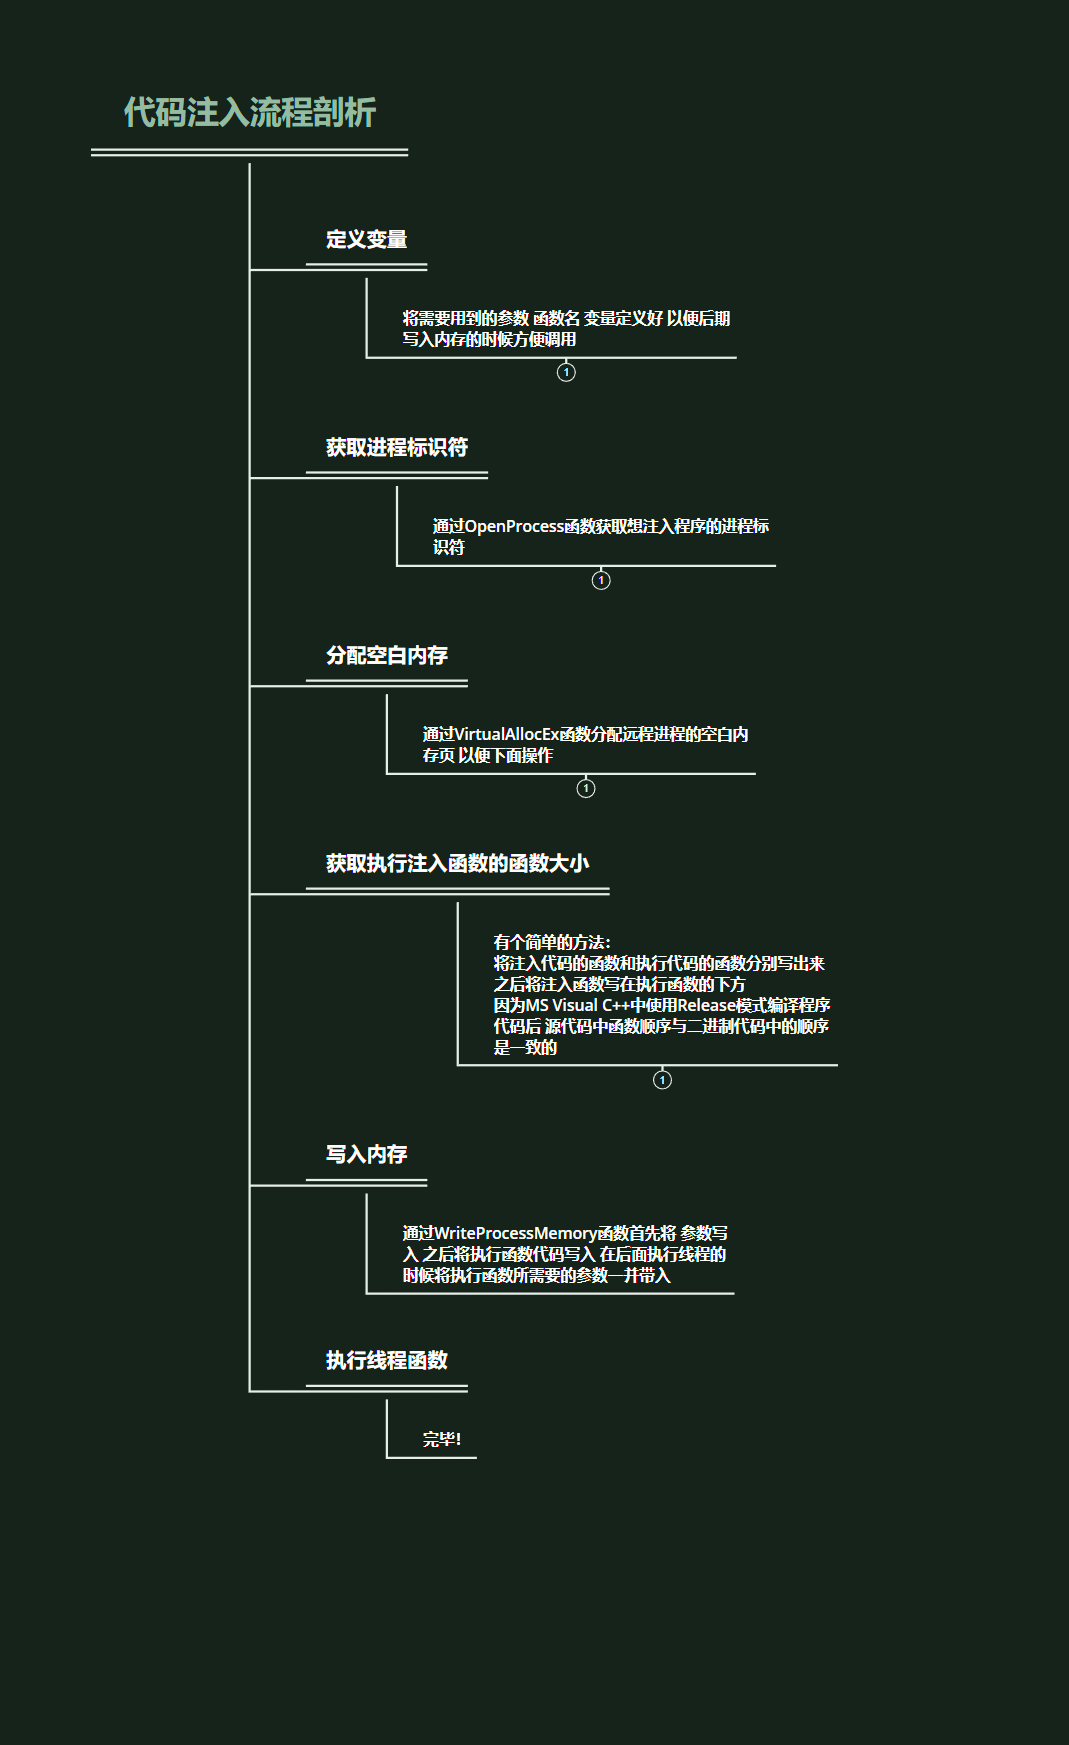 代码注入流程剖析
定义变量
将需要用到的参数 函数名 变量定义好 以便后期
写入内存的时候方便调用
1
获取进程标识符
通过OpenProcess函数获取想注入程序的进程标
识符
1
分配空白内存
通过VirtualAllocEx函数分配远程进程的空白内
存页 以便下面操作
1
获取执行注入函数的函数大小
有个简单的方法：
将注入代码的函数和执行代码的函数分别写出来
之后将注入函数写在执行函数的下方
因为MS Visual C++中使用Release模式编译程序
代码后 源代码中函数顺序与二进制代码中的顺序
是一致的
1
写入内存
通过WriteProcessMemory函数首先将 参数写
入 之后将执行函数代码写入 在后面执行线程的
时候将执行函数所需要的参数一并带入
执行线程函数
完毕!